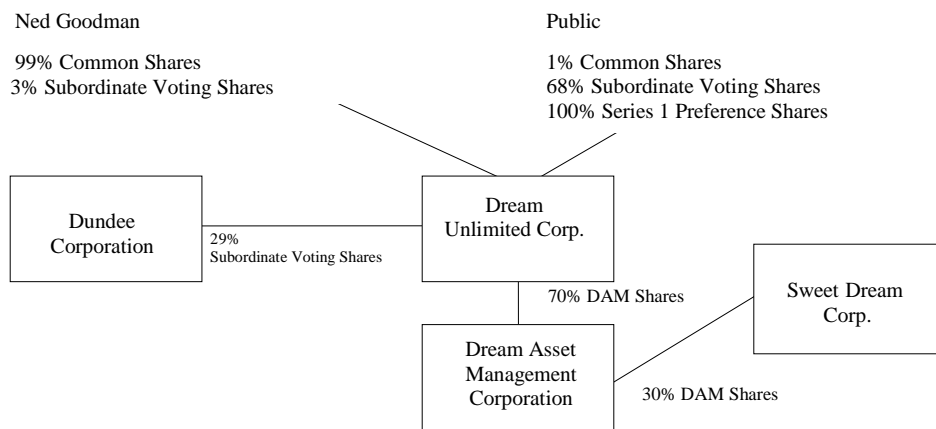 Ned Goodman
99% Common Shares
3% Subordinate Voting Shares
Public
1% Common Shares
68% Subordinate Voting Shares
100% Series 1 Preference Shares
Dundee
Corporation
29%
Subordinate Voting Shares
Dream
Unlimited Corp.
70% DAM Shares
Sweet Dream
Corp.
Dream Asset
Management
Corporation
30% DAM Shares